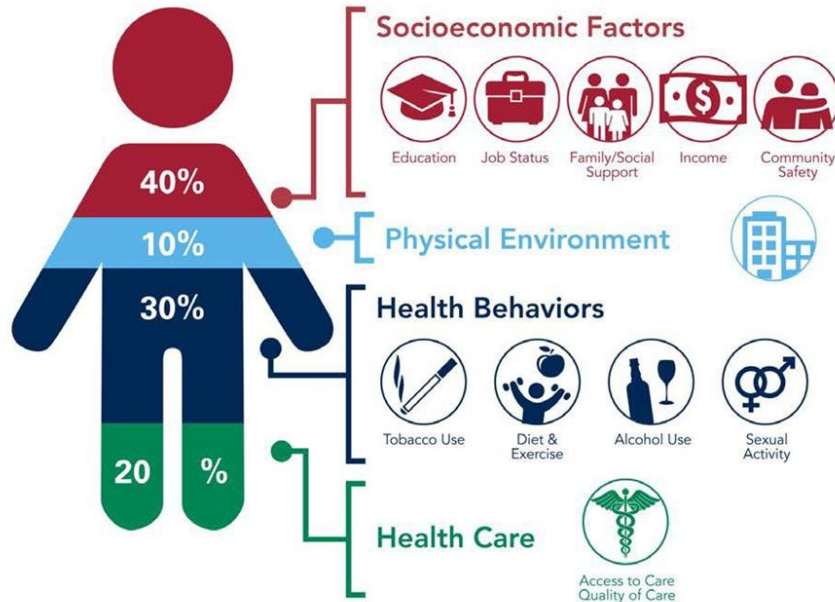 Socioeconomic Factors
Education
Job Status
Family/Social
Support
Income
Community
Safety
40%
10%
Physical Environment
30%
Health Behaviors
Tobacco Use
Diet &
Exercise
Alcohol Use
Sexual
Activity
20 %
Health Care
Access to Care
Quality of Care